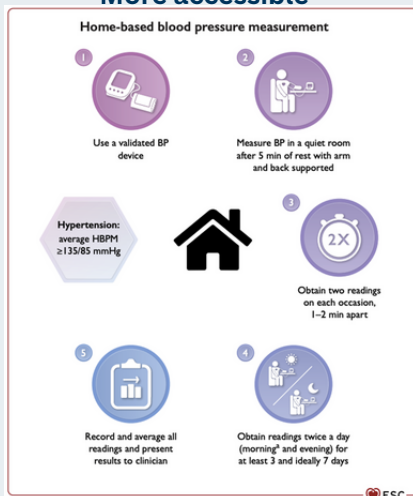 More accessible
Home-based blood pressure measurement
1
Use a validated BP
device
2
Measure BP in a quiet room
after 5 min of rest with arm
and back supported
Hypertension:
average HBPM
≥135/85 mmHg
3
2X
Obtain two readings
on each occasion,
1–2 min apart
5
Record and average all
readings and present
results to clinician
4
Obtain readings twice a day
(morningª and evening) for
at least 3 and ideally 7 days
ESC